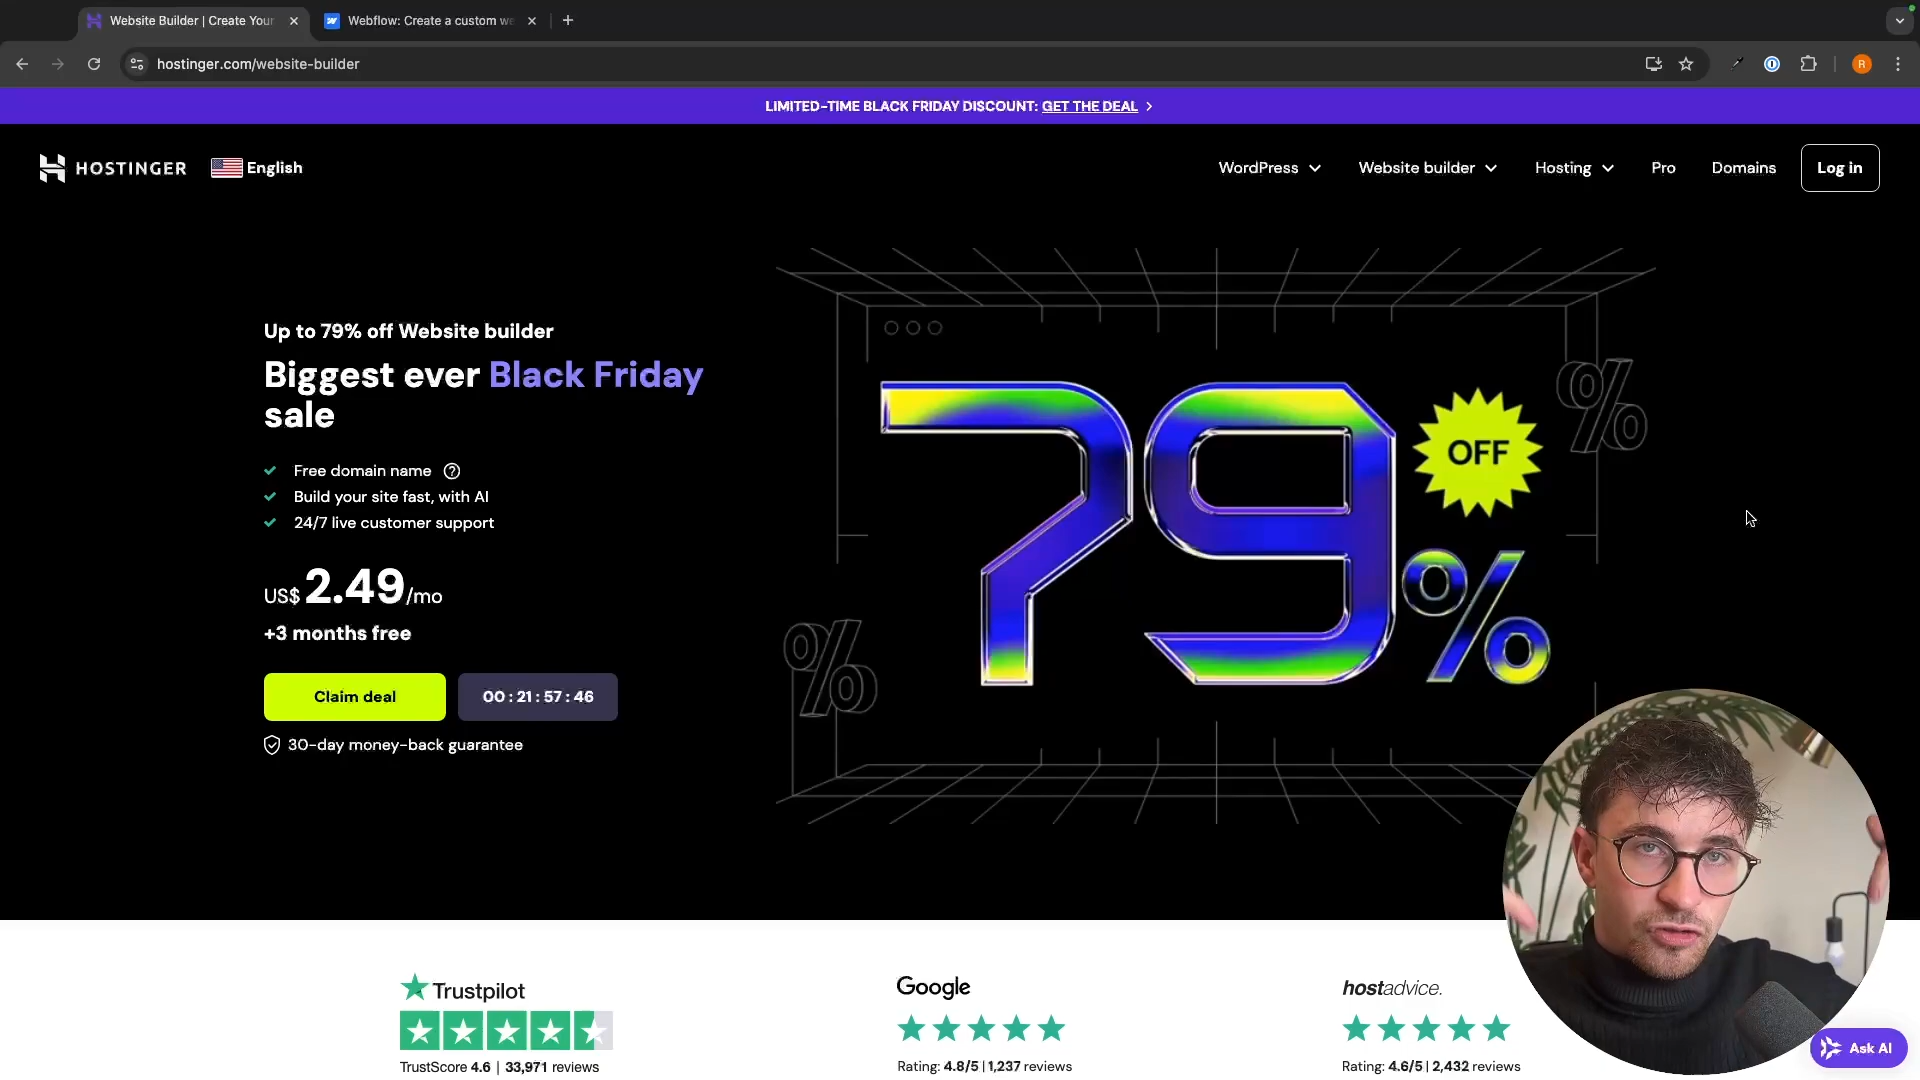 Website Builder | Create Your
Webflow: Create a custom we
hostinger.com/website-builder
R
LIMITED-TIME BLACK FRIDAY DISCOUNT: GET THE DEAL
HOSTINGER
English
WordPress
Website builder
Hosting
Pro
Domains
Log in
Up to 79% off Website builder
Biggest ever Black Friday
sale
Free domain name
Build your site fast, with AI
24/7 live customer support
US$ 2.49/mo
+3 months free
Claim deal
00 : 21 : 57 : 46
30-day money-back guarantee
79%
OFF
%
%
Trustpilot
TrustScore 4.6 | 33,971 reviews
Google
Rating: 4.8/5 | 1,237 reviews
hostadvice.
Rating: 4.6/5 | 2,432 reviews
Ask AI